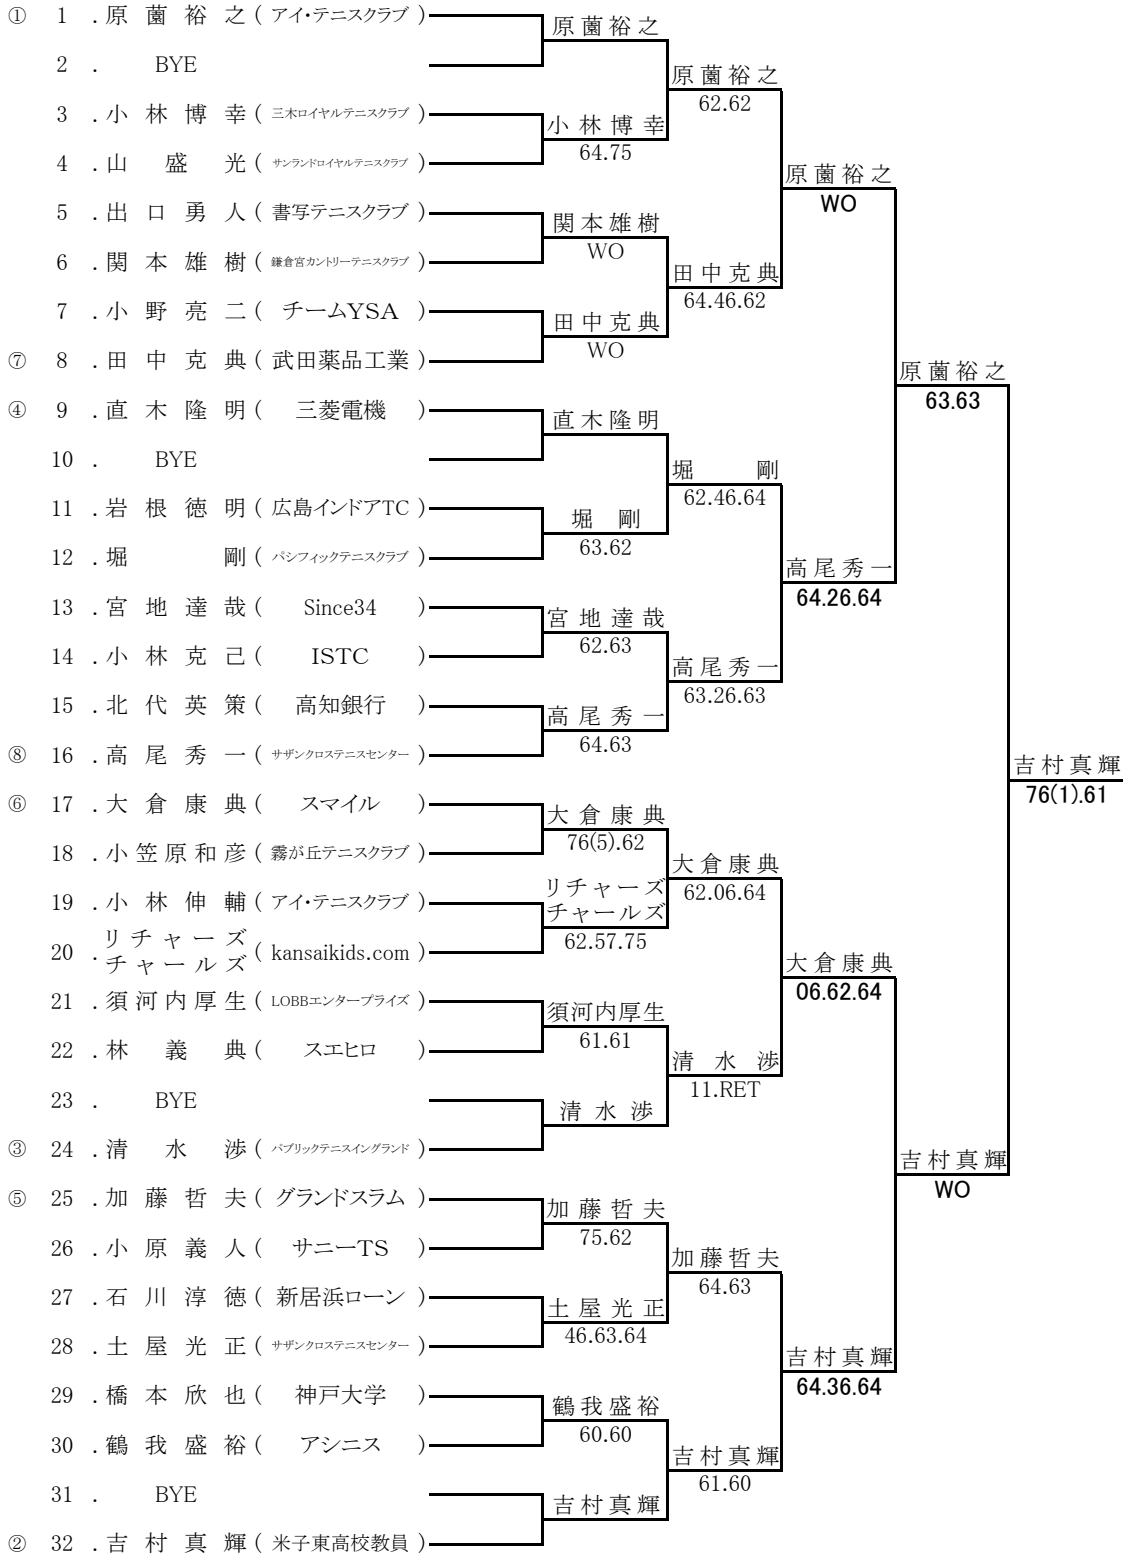 ① 1 . 原薗裕之 ( アイ・テニスクラブ )
2 . BYE
3 . 小林博幸 ( 三木ロイヤルテニスクラブ )
4 . 山盛光 ( サンランドロイヤルテニスクラブ )
5 . 出口勇人 ( 書写テニスクラブ )
6 . 関本雄樹 ( 鎌倉宮カントリーテニスクラブ )
7 . 小野亮二 ( チームYSA )
⑦ 8 . 田中克典 ( 武田薬品工業 )
④ 9 . 直木隆明 ( 三菱電機 )
10 . BYE
11 . 岩根徳明 ( 広島インドアTC )
12 . 堀剛 ( パシフィックテニスクラブ )
13 . 宮地達哉 ( Since34 )
14 . 小林克己 ( ISTC )
15 . 北代英策 ( 高知銀行 )
⑧ 16 . 高尾秀一 ( サザンクロステニスセンター )
⑥ 17 . 大倉康典 ( スマイル )
18 . 小笠原和彦 ( 霧が丘テニスクラブ )
19 . 小林伸輔 ( アイ・テニスクラブ )
20 . リチャーズ チャールズ ( kansaikids.com )
21 . 須河内厚生 ( LOBBエンタープライズ )
22 . 林義典 ( スエヒロ )
23 . BYE
③ 24 . 清水渉 ( パブリックテニスイングランド )
⑤ 25 . 加藤哲夫 ( グランドスラム )
26 . 小原義人 ( サニーTS )
27 . 石川淳徳 ( 新居浜ローン )
28 . 土屋光正 ( サザンクロステニスセンター )
29 . 橋本欣也 ( 神戸大学 )
30 . 鶴我盛裕 ( アシニス )
31 . BYE
② 32 . 吉村真輝 ( 米子東高校教員 )
原薗裕之
小林博幸
64.75
関本雄樹
WO
田中克典
WO
直木隆明
堀剛
63.62
宮地達哉
62.63
高尾秀一
64.63
大倉康典
76(5).62
リチャーズ
チャールズ
62.57.75
須河内厚生
61.61
清水渉
加藤哲夫
75.62
土屋光正
46.63.64
鶴我盛裕
60.60
吉村真輝
原薗裕之
62.62
田中克典
64.46.62
堀剛
62.46.64
高尾秀一
63.26.63
大倉康典
62.06.64
清水渉
11.RET
加藤哲夫
64.63
吉村真輝
61.60
原薗裕之
WO
高尾秀一
64.26.64
大倉康典
06.62.64
吉村真輝
64.36.64
原薗裕之
63.63
吉村真輝
WO
吉村真輝
76(1).61